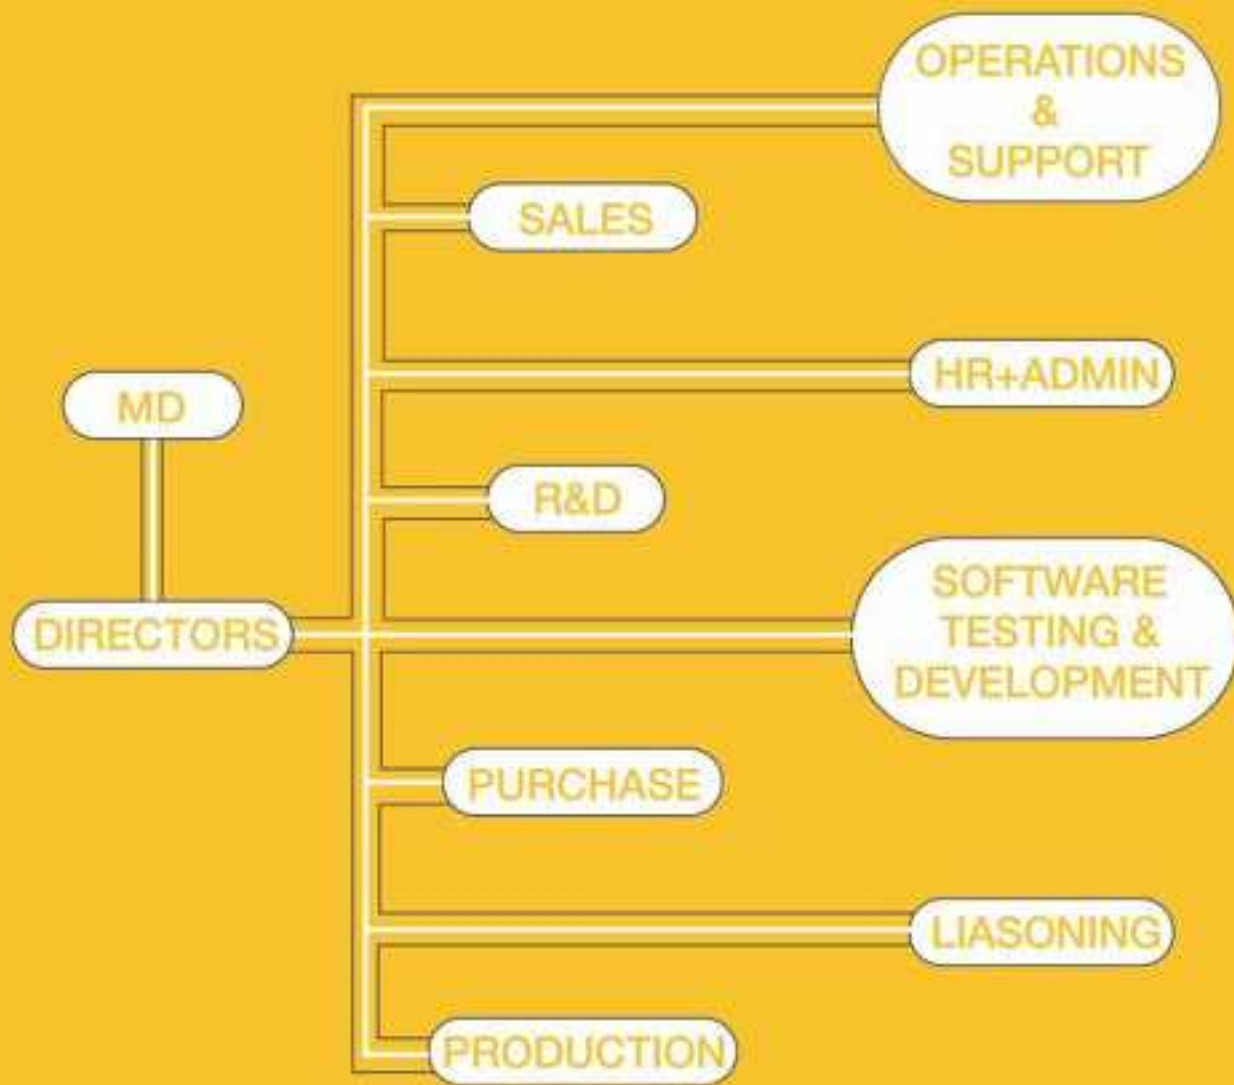 OPERATIONS
&
SUPPORT
SALES
HR+ADMIN
MD
R&D
SOFTWARE
TESTING &
DEVELOPMENT
DIRECTORS
PURCHASE
LIASONING
PRODUCTION